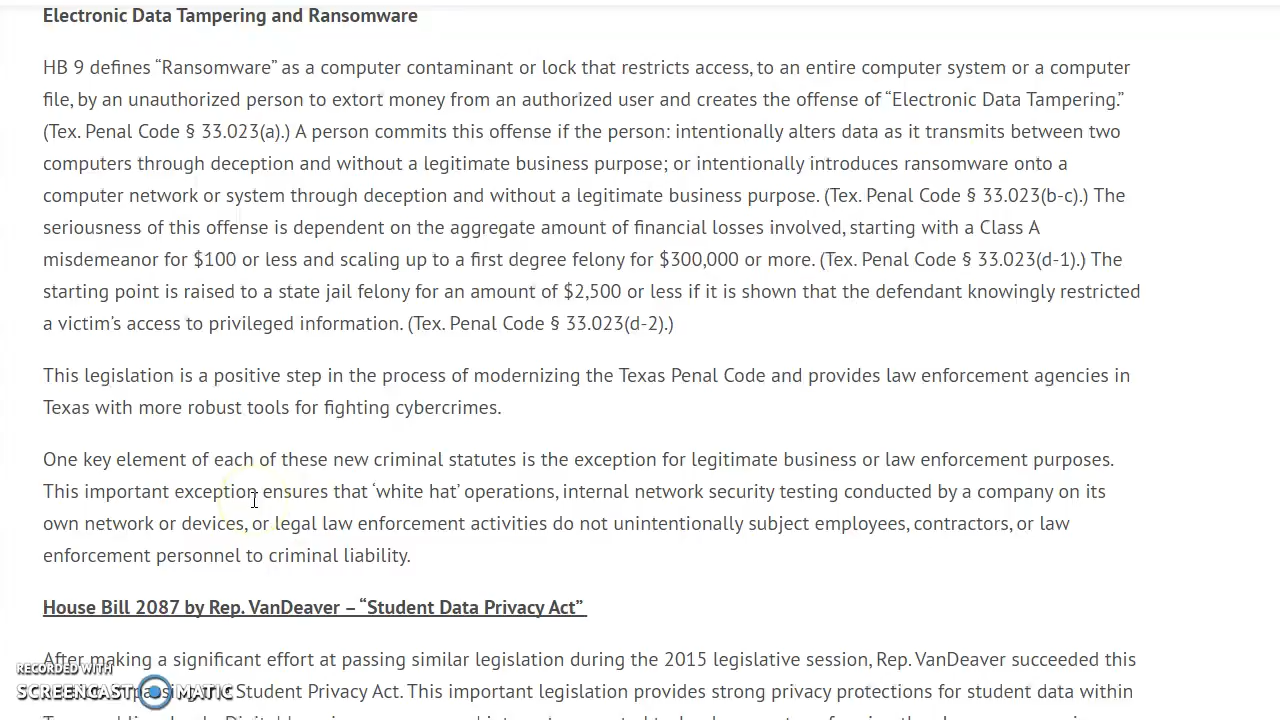 Electronic Data Tampering and Ransomware
HB 9 defines “Ransomware” as a computer contaminant or lock that restricts access, to an entire computer system or a computer
file, by an unauthorized person to extort money from an authorized user and creates the offense of “Electronic Data Tampering.”
(Tex. Penal Code § 33.023(a).) A person commits this offense if the person: intentionally alters data as it transmits between two
computers through deception and without a legitimate business purpose; or intentionally introduces ransomware onto a
computer network or system through deception and without a legitimate business purpose. (Tex. Penal Code § 33.023(b-c).) The
seriousness of this offense is dependent on the aggregate amount of financial losses involved, starting with a Class A
misdemeanor for $100 or less and scaling up to a first degree felony for $300,000 or more. (Tex. Penal Code § 33.023(d-1).) The
starting point is raised to a state jail felony for an amount of $2,500 or less if it is shown that the defendant knowingly restricted
a victim’s access to privileged information. (Tex. Penal Code § 33.023(d-2).)
This legislation is a positive step in the process of modernizing the Texas Penal Code and provides law enforcement agencies in
Texas with more robust tools for fighting cybercrimes.
One key element of each of these new criminal statutes is the exception for legitimate business or law enforcement purposes.
This important exception ensures that ‘white hat’ operations, internal network security testing conducted by a company on its
own network or devices, or legal law enforcement activities do not unintentionally subject employees, contractors, or law
enforcement personnel to criminal liability.
House Bill 2087 by Rep. VanDeaver – “Student Data Privacy Act”
After making a significant effort at passing similar legislation during the 2015 legislative session, Rep. VanDeaver succeeded this
Student Privacy Act. This important legislation provides strong privacy protections for student data within
RECORDED WITH
SCREENCAST MATIC